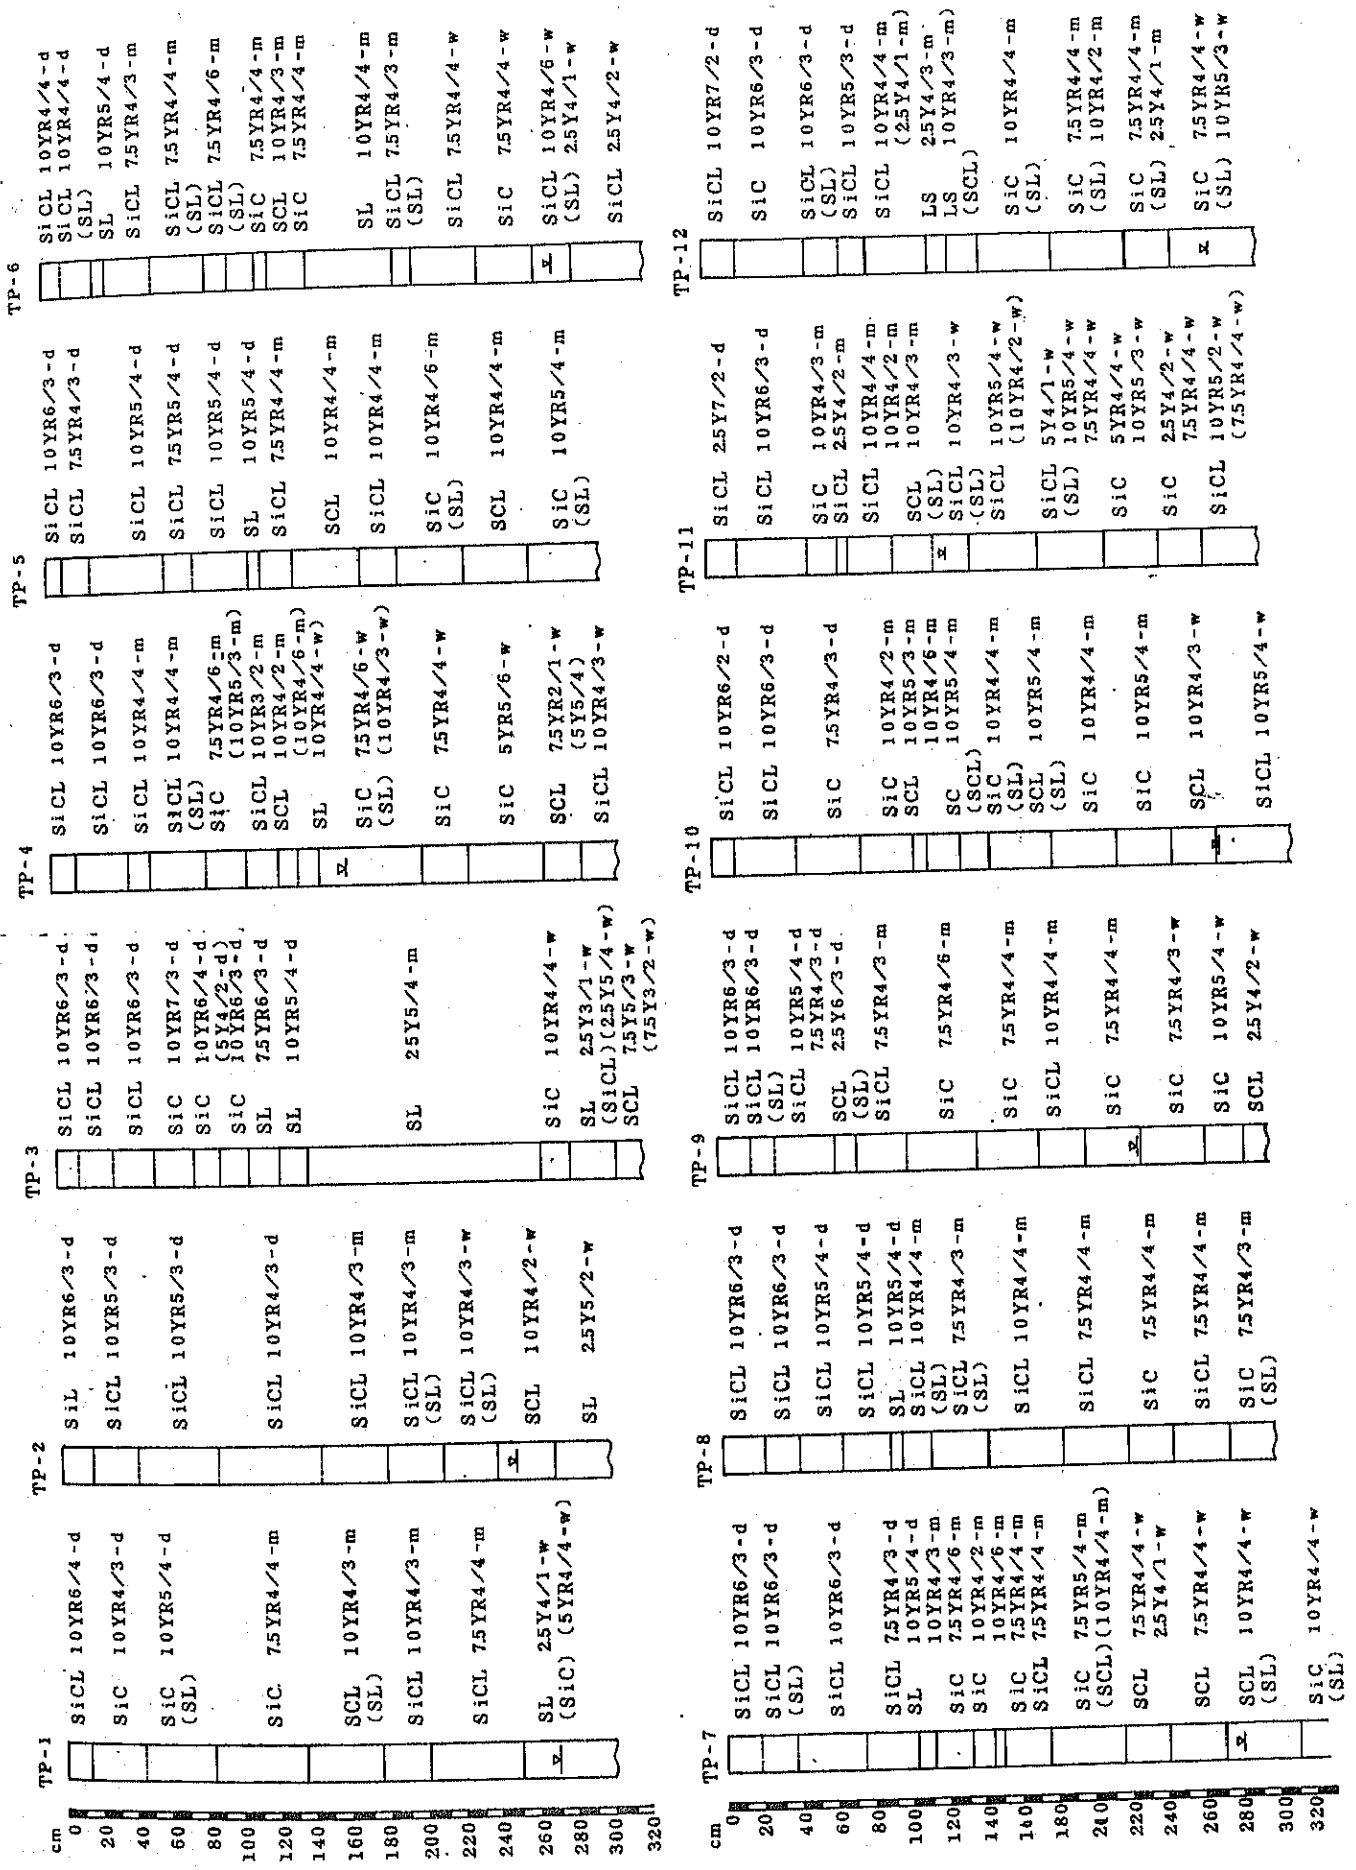 cm
0
20
40
60
80
100
120
140
160
180
200
220
240
260
280
300
320
TP-1
SiCL 10YR6/4-d
SiC 10YR4/3-d
SiC 10YR5/4-d
(SL)
SiC 7.5YR4/4-m
SCL 10YR4/3-m
(SL)
SiCL 10YR4/3-m
SiCL 7.5YR4/4-m
SL 2.5Y4/1-w
(SiC) (5YR4/4-w)
TP-2
SiL 10YR6/3-d
SiCL 10YR5/3-d
SiCL 10YR5/3-d
SiCL 10YR4/3-d
SiCL 10YR4/3-m
SiCL 10YR4/3-m
(SL)
SiCL 10YR4/3-w
(SL)
SCL 10YR4/2-w
SL 2.5Y5/2-w
TP-3
SiCL 10YR6/3-d
SiCL 10YR6/3-d
SiCL 10YR6/3-d
SiC 10YR7/3-d
SiC 10YR6/4-d
(5Y4/2-d)
SiC 10YR6/3-d
SL 7.5YR6/3-d
SL 10YR5/4-d
SL 25Y5/4-m
SiC 10YR4/4-w
SL 2.5Y3/1-w
(SiCL)(2.5Y5/4-w)
SCL 7.5Y5/3-w
(7.5Y3/2-w)
TP-4
SiCL 10YR6/3-d
SiCL 10YR6/3-d
SiCL 10YR4/4-m
SiCL 10YR4/4-m
(SL)
SiC 7.5YR4/6-m
(10YR5/3-m)
SiCL 10YR3/2-m
SCL 10YR4/2-m
(10YR4/6-m)
SL 10YR4/4-w)
SiC 7.5YR4/6-w
(SL) (10YR4/3-w)
SiC 7.5YR4/4-w
SiC 5YR5/6-w
SCL 7.5YR2/1-w
(5Y5/4)
SiCL 10YR4/3-w
TP-5
SiCL 10YR6/3-d
SiCL 7.5YR4/3-d
SiCL 10YR5/4-d
SiCL 7.5YR5/4-d
SiCL 10YR5/4-d
SL 10YR5/4-d
SiCL 7.5YR4/4-m
SCL 10YR4/4-m
SiCL 10YR4/4-m
SiC 10YR4/6-m
(SL)
SCL 10YR4/4-m
SiC 10YR5/4-m
(SL)
TP-6
SiCL 10YR4/4-d
SiCL 10YR4/4-d
(SL)
SL 10YR5/4-d
SiCL 7.5YR4/3-m
SiCL 7.5YR4/4-m
(SL)
SiCL 7.5YR4/6-m
(SL)
SiC 7.5YR4/4-m
SCL 10YR4/3-m
SiC 7.5YR4/4-m
SL 10YR4/4-m
SiCL 7.5YR4/3-m
(SL)
SiCL 7.5YR4/4-w
SiC 7.5YR4/4-w
SiCL 10YR4/6-w
(SL) 2.5Y4/1-w
SiCL 2.5Y4/2-w
cm
0
20
40
60
80
100
120
140
160
180
210
220
240
260
280
300
320
TP-7
SiCL 10YR6/3-d
SiCL 10YR6/3-d
(SL)
SiCL 10YR6/3-d
SiCL 7.5YR4/3-d
SL 10YR5/4-d
10YR4/3-m
SiC 7.5YR4/6-m
SiC 10YR4/2-m
10YR4/6-m
SiC 7.5YR4/4-m
SiCL 7.5YR4/4-m
SiC 7.5YR5/4-m
(SCL)(10YR4/4-m)
SCL 7.5YR4/4-w
2.5Y4/1-w
SCL 7.5YR4/4-w
SCL 10YR4/4-w
(SL)
SiC 10YR4/4-w
(SL)
TP-8
SiCL 10YR6/3-d
SiCL 10YR6/3-d
SiCL 10YR5/4-d
SiCL 10YR5/4-d
SL 10YR5/4-d
SiCL 10YR4/4-m
(SL)
SiCL 7.5YR4/3-m
(SL)
SiCL 10YR4/4-m
SiCL 7.5YR4/4-m
SiC 7.5YR4/4-m
SiCL 7.5YR4/4-m
SiC 7.5YR4/3-m
(SL)
TP-9
SiCL 10YR6/3-d
SiCL 10YR6/3-d
(SL)
SiCL 10YR5/4-d
7.5YR4/3-d
SCL 2.5Y6/3-d
(SL)
SiCL 7.5YR4/3-m
SiC 7.5YR4/6-m
SiC 7.5YR4/4-m
SiCL 10YR4/4-m
SiC 7.5YR4/4-m
SiC 7.5YR4/3-w
SiC 10YR5/4-w
SCL 2.5Y4/2-w
TP-10
SiCL 10YR6/2-d
SiCL 10YR6/3-d
SiC 7.5YR4/3-d
SiC 10YR4/2-m
SCL 10YR5/3-m
10YR4/6-m
SC 10YR5/4-m
(SCL)
SiC 10YR4/4-m
(SL)
SCL 10YR5/4-m
(SL)
SiC 10YR4/4-m
SiC 10YR5/4-m
SCL 10YR4/3-w
SiCL 10YR5/4-w
TP-11
SiCL 2.5Y7/2-d
SiCL 10YR6/3-d
SiC 10YR4/3-m
SiCL 2.5Y4/2-m
SiCL 10YR4/4-m
10YR4/2-m
SCL 10YR4/3-m
(SL)
SiCL 10YR4/3-w
(SL)
SiCL 10YR5/4-w
(10YR4/2-w)
SiCL 5Y4/1-w
(SL) 10YR5/4-w
7.5YR4/4-w
SiC 5YR4/4-w
10YR5/3-w
SiC 2.5Y4/2-w
7.5YR4/4-w
SiCL 10YR5/2-w
(7.5YR4/4-w)
TP-12
SiCL 10YR7/2-d
SiC 10YR6/3-d
SiCL 10YR6/3-d
(SL)
SiCL 10YR5/3-d
SiCL 10YR4/4-m
(2.5Y4/1-m)
LS 2.5Y4/3-m
LS 10YR4/3-m)
(SCL)
SiC 10YR4/4-m
(SL)
SiC 7.5YR4/4-m
(SL) 10YR4/2-m
SiC 7.5YR4/4-m
(SL) 2.5Y4/1-m
SiC 7.5YR4/4-w
(SL) 10YR5/3-w